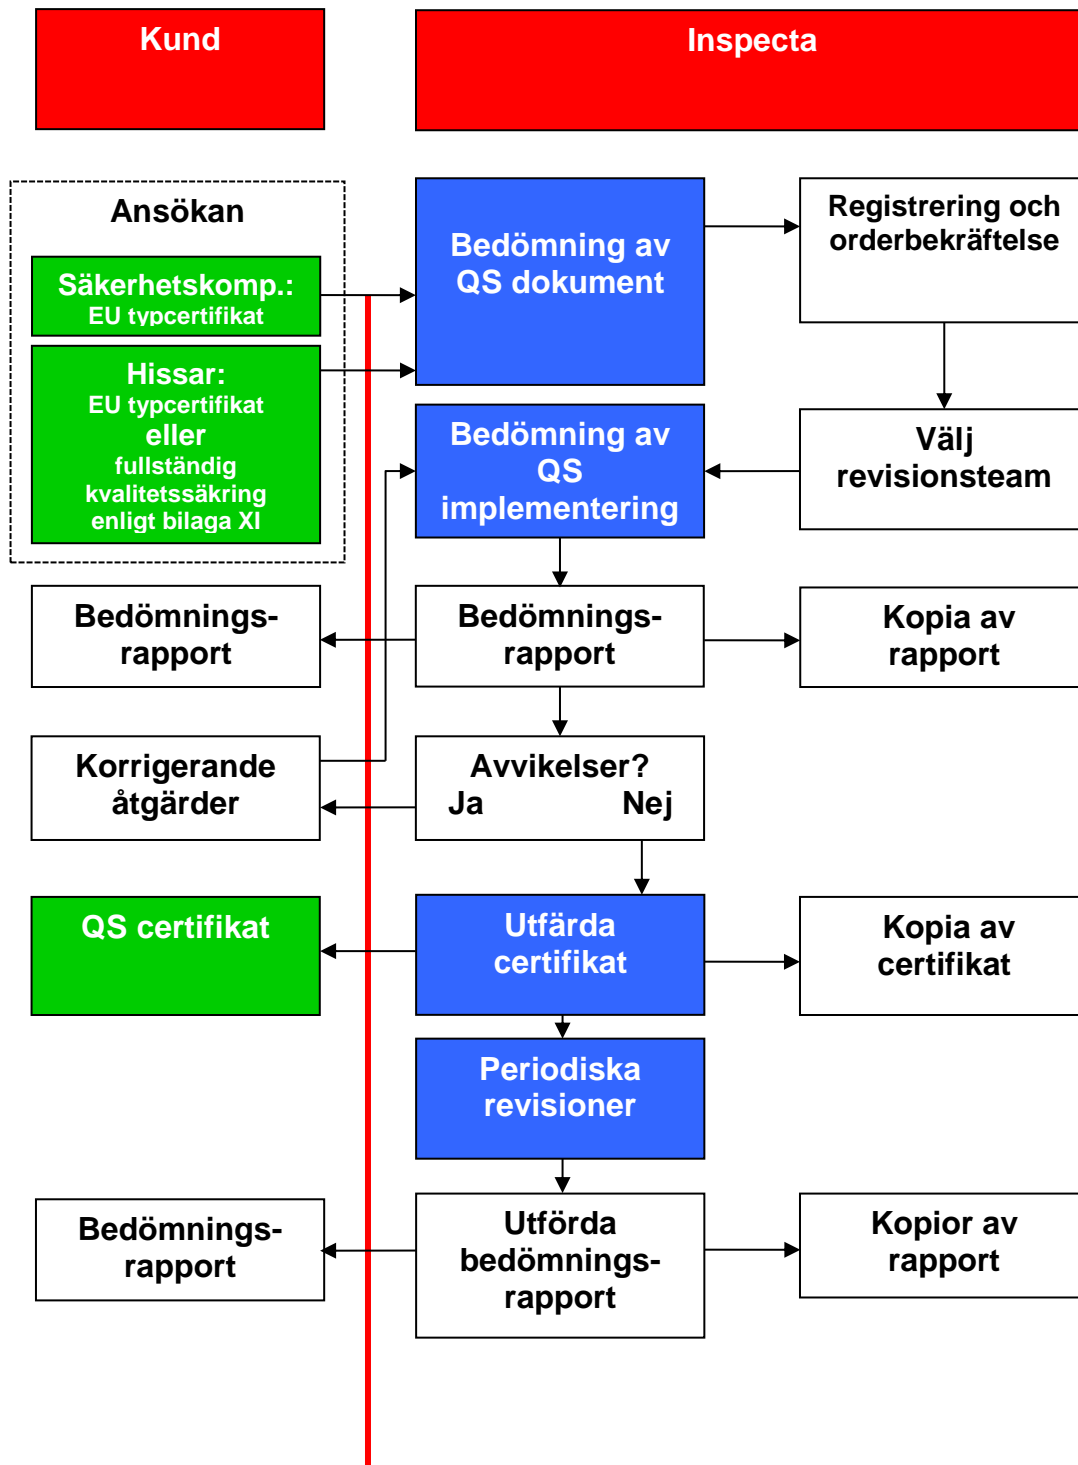 Kund
Inspecta
Ansökan
Säkerhetskomp.:
EU typcertifikat
Hissar:
EU typcertifikat
eller
fullständig
kvalitetssäkring
enligt bilaga XI
Bedömning av
QS dokument
Registrering och
orderbekräftelse
Bedömning av
QS
implementering
Välj
revisionsteam
Bedömnings-
rapport
Bedömnings-
rapport
Kopia av
rapport
Korrigerande
åtgärder
Avvikelser?
Ja Nej
QS certifikat
Utfärda
certifikat
Kopia av
certifikat
Periodiska
revisioner
Bedömnings-
rapport
Utförda
bedömnings-
rapport
Kopior av
rapport